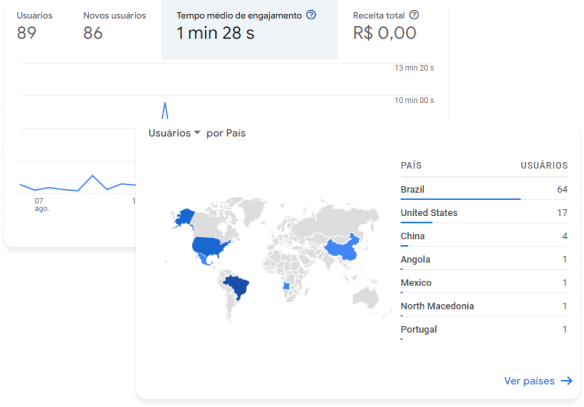 Usuários
Novos usuários
Tempo médio de engajamento
Receita total
89
86
1 min 28 s
R$ 0,00
13 min 20 s
10 min 00 s
07
ago.
1
Usuários por País
PAÍS USUÁRIOS
Brazil 64
United States 17
China 4
Angola 1
Mexico 1
North Macedonia 1
Portugal 1
Ver países